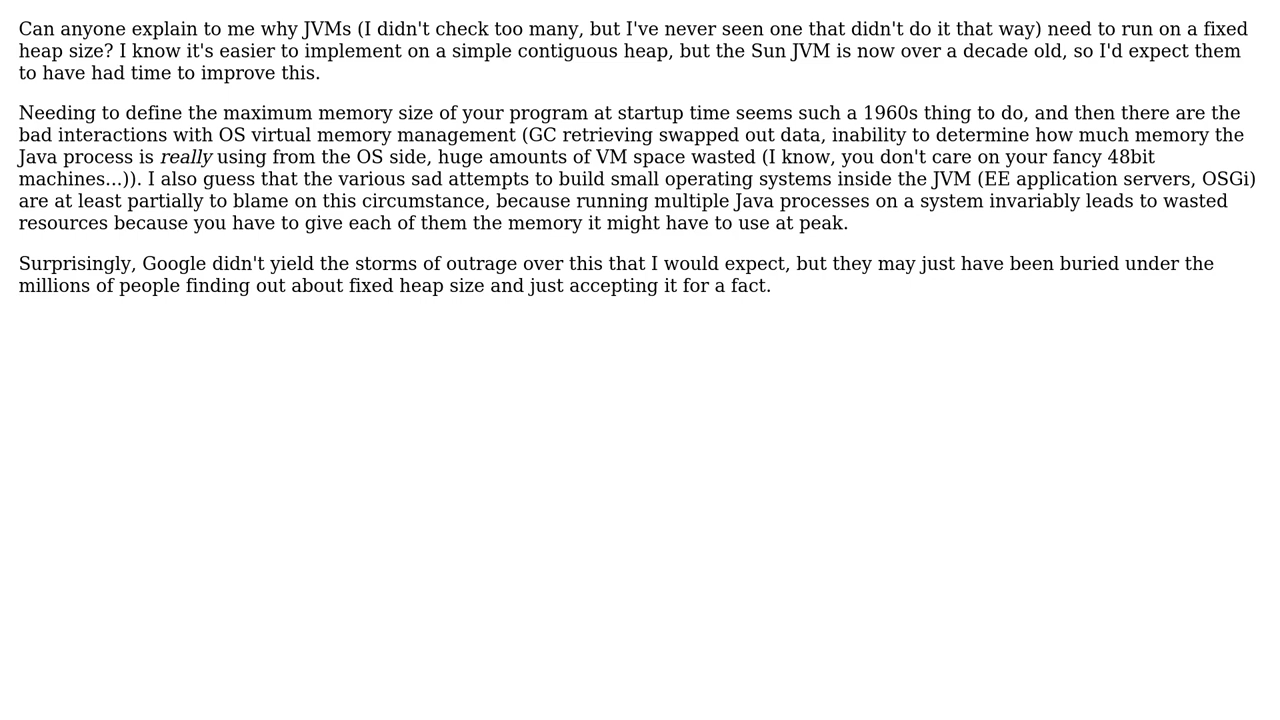 Can anyone explain to me why JVMs (I didn't check too many, but I've never seen one that didn't do it that way) need to run on a fixed
heap size? I know it's easier to implement on a simple contiguous heap, but the Sun JVM is now over a decade old, so I'd expect them
to have had time to improve this.
Needing to define the maximum memory size of your program at startup time seems such a 1960s thing to do, and then there are the
bad interactions with OS virtual memory management (GC retrieving swapped out data, inability to determine how much memory the
Java process is really using from the OS side, huge amounts of VM space wasted (I know, you don't care on your fancy 48bit
machines...)). I also guess that the various sad attempts to build small operating systems inside the JVM (EE application servers, OSGi)
are at least partially to blame on this circumstance, because running multiple Java processes on a system invariably leads to wasted
resources because you have to give each of them the memory it might have to use at peak.
Surprisingly, Google didn't yield the storms of outrage over this that I would expect, but they may just have been buried under the
millions of people finding out about fixed heap size and just accepting it for a fact.